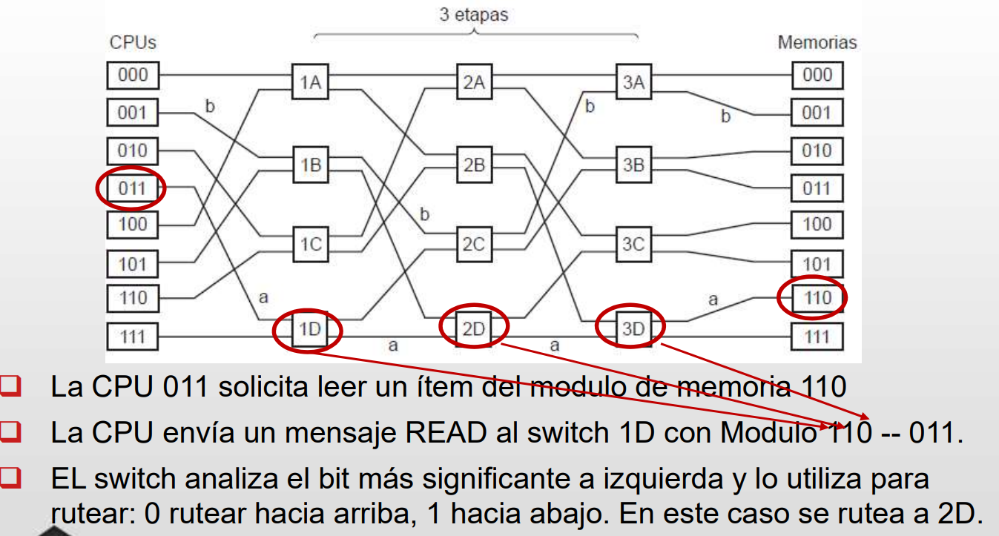 3 etapas
CPUs Memorias
000 1A 2A 3A 000
001 b b b 001
010 1B 2B 3B 010
011 011
100 b 100
101 1C 2C 3C 101
110 a a 110
111 1D a 2D a 3D 111
La CPU 011 solicita leer un ítem del modulo de memoria 110
La CPU envía un mensaje READ al switch 1D con Modulo 110 -- 011.
EL switch analiza el bit más significante a izquierda y lo utiliza para
rutear: 0 rutear hacia arriba, 1 hacia abajo. En este caso se rutea a 2D.